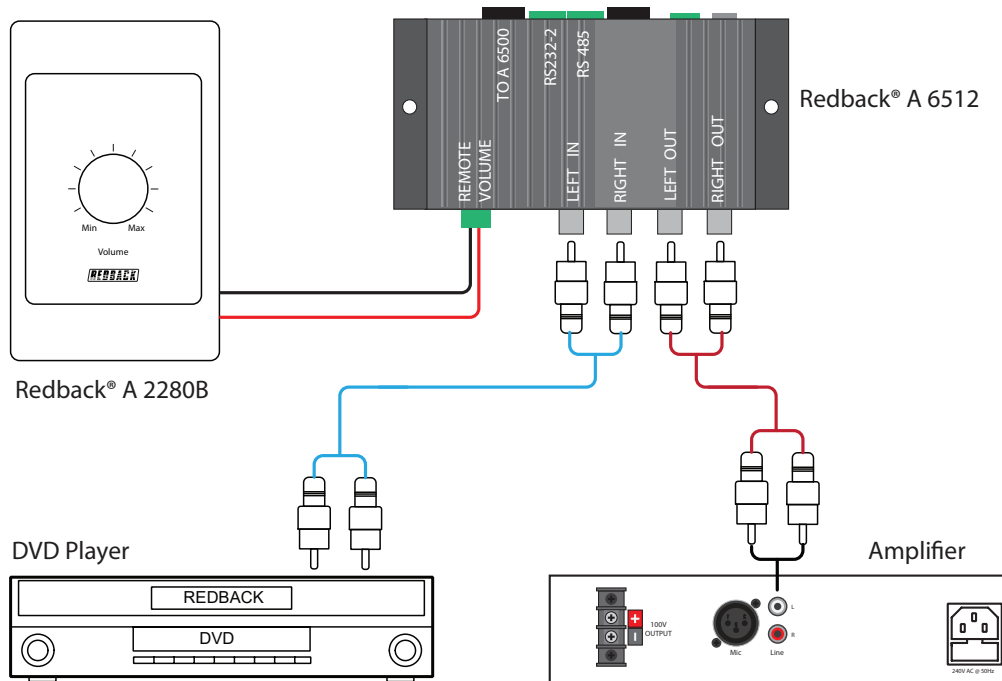 TO A 6500
RS232-2
RS 485
Redback® A 6512
REMOTE
VOLUME
LEFT IN
RIGHT IN
LEFT OUT
RIGHT OUT
Min
Max
Volume
REDBACK
Redback® A 2280B
DVD Player
REDBACK
DVD
Amplifier
+
−
100V
OUTPUT
Mic
L
R
Line
240V AC @ 50Hz